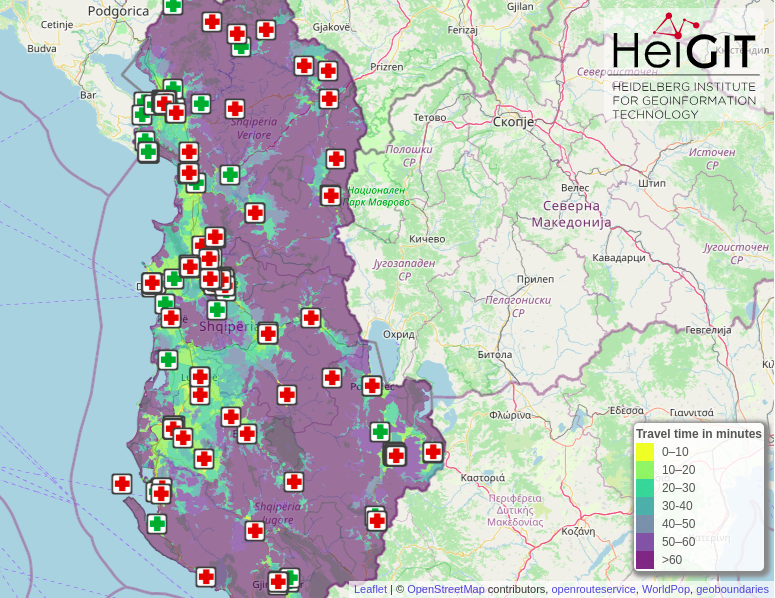 Podgorica
Cetinje
Budva
Bar
Gjakovë
Prizren
Ferizaj
Gjilan
HeiGIT
HEIDELBERG INSTITUTE
FOR GEOINFORMATION
TECHNOLOGY
Североисточен
Shqipëria
Veriore
Тетово
Скопје
Полошки
СР
Источен
СР
Велес
Штип
Национален
Парк Маврово
Северна
Македонија
Кичево
Кавадарци
Југоисточен
СР
Југозападен
СР
Прилеп
Пелагониски
СР
Shqipëria
Охрид
Битола
Гевгелија
Φλώρινα
Έδεσσα
Γιαννιτσά
Καστοριά
Περιφέρεια
Δυτικής
Μακεδονίας
Κοζάνη
Shqipëria
Jugore
Travel time in minutes
0–10
10–20
20–30
30-40
40–50
50–60
>60
Leaflet | © OpenStreetMap contributors, openrouteservice, WorldPop, geoboundaries